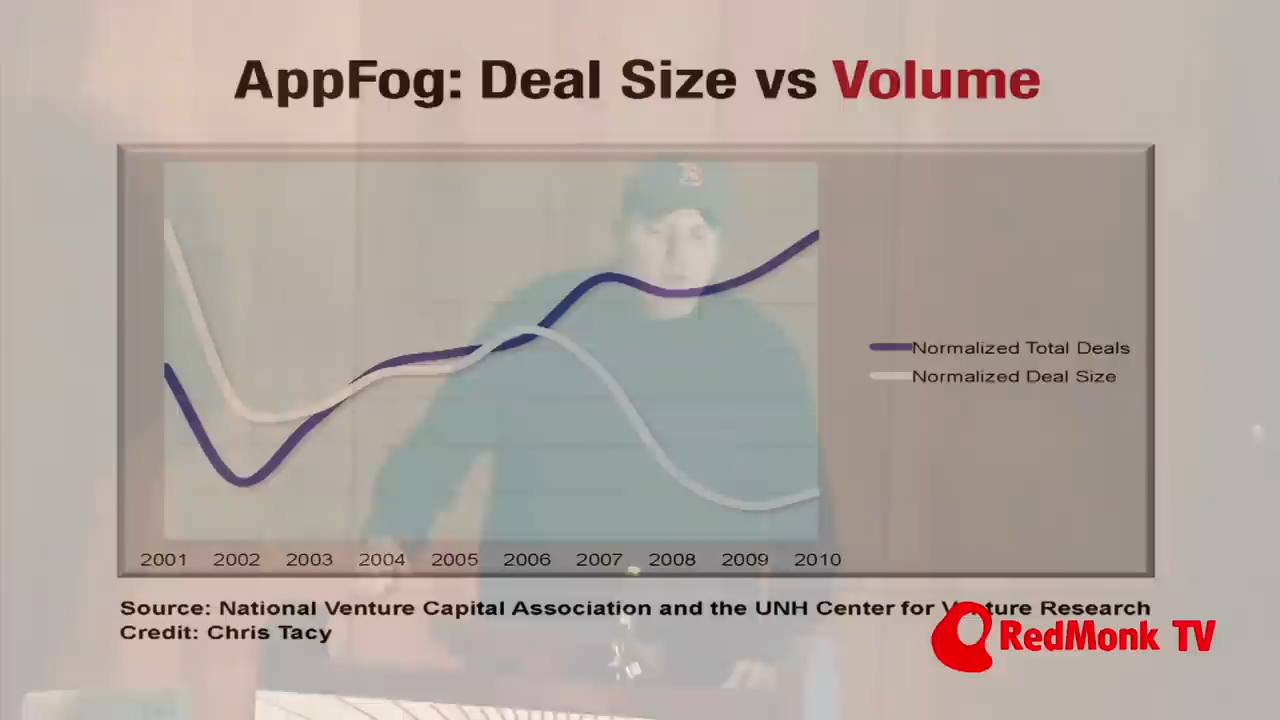 AppFog: Deal Size vs Volume
Normalized Total Deals
Normalized Deal Size
2001 2002 2003 2004 2005 2006 2007 2008 2009 2010
Source: National Venture Capital Association and the UNH Center for Venture Research
Credit: Chris Tacy
RedMonk TV